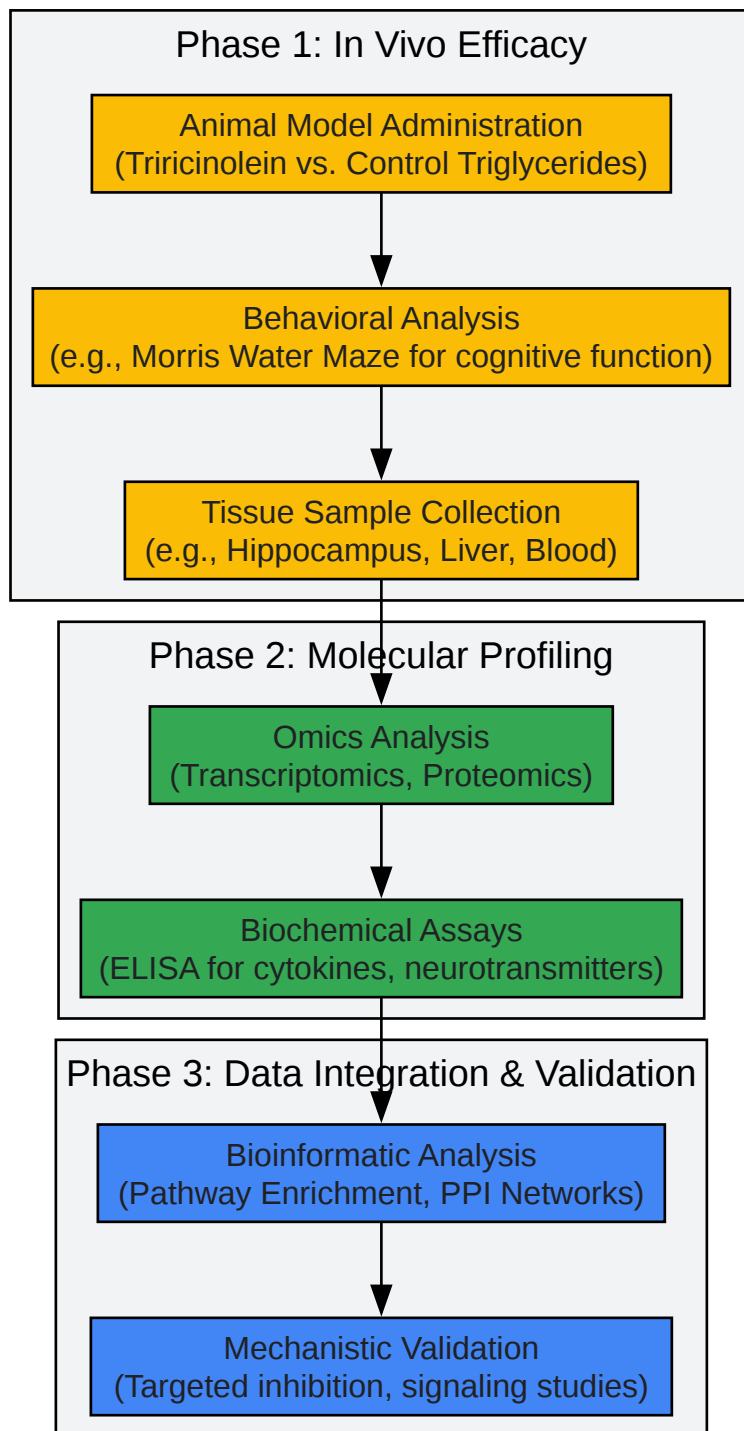 Phase 1: In Vivo Efficacy
Animal Model Administration
(Triricinolein vs. Control Triglycerides)
Behavioral Analysis
(e.g., Morris Water Maze for cognitive function)
Tissue Sample Collection
(e.g., Hippocampus, Liver, Blood)
Phase 2: Molecular Profiling
Omics Analysis
(Transcriptomics, Proteomics)
Biochemical Assays
(ELISA for cytokines, neurotransmitters)
Phase 3: Data Integration & Validation
Bioinformatic Analysis
(Pathway Enrichment, PPI Networks)
Mechanistic Validation
(Targeted inhibition, signaling studies)